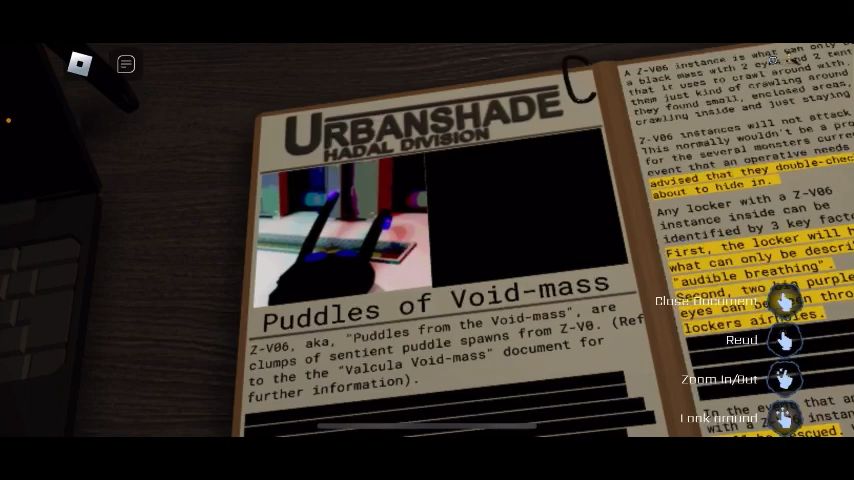 URBANSHADE
HADAL DIVISION
Puddles of Void-mass
Z-V06, aka, "Puddles from the Void-mass", are
clumps of sentient puddle spawns from Z-V0. (Ref
to the the "Valcula Void-mass" document for
further information).
A Z-V06 instance is what can only
a black mass with 2 eyes and 2 tent
that it uses to crawl around with.
them just kind of crawling around
they found small, enclosed areas,
crawling inside and just staying
Z-V06 instances will not attack
This normally wouldn't be a pro
for the several monsters curre
event that an operative needs
advised that they double-chec
about to hide in.
Any locker with a Z-V06
instance inside can be
identified by 3 key facto
First, the locker will h
what can only be descri
"audible breathing".
Second, two purple
eyes can thro
lockers airholes.
In the event that an
with a instan
rescued.
Close document
Read
Zoom In/Out
Look around